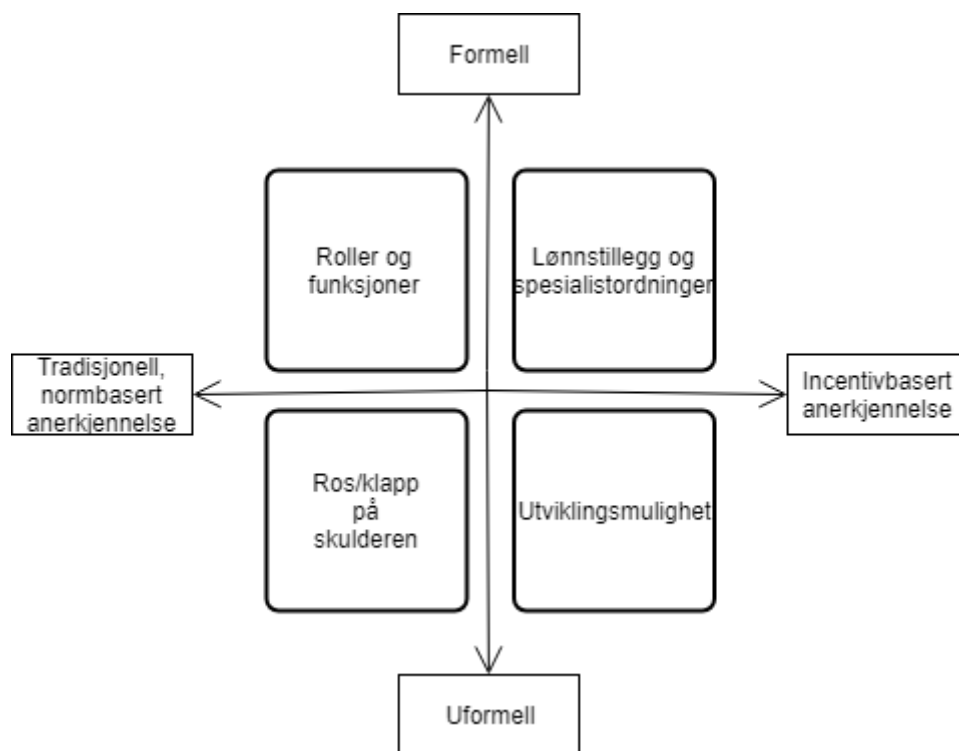 Formell
Roller og
funksjoner
Lønnstillegg og
spesialistordninger
Tradisjonell,
normbasert
anerkjennelse
Incentivbasert
anerkjennelse
Ros/klapp
på
skulderen
Utviklingsmulighet
Uformell